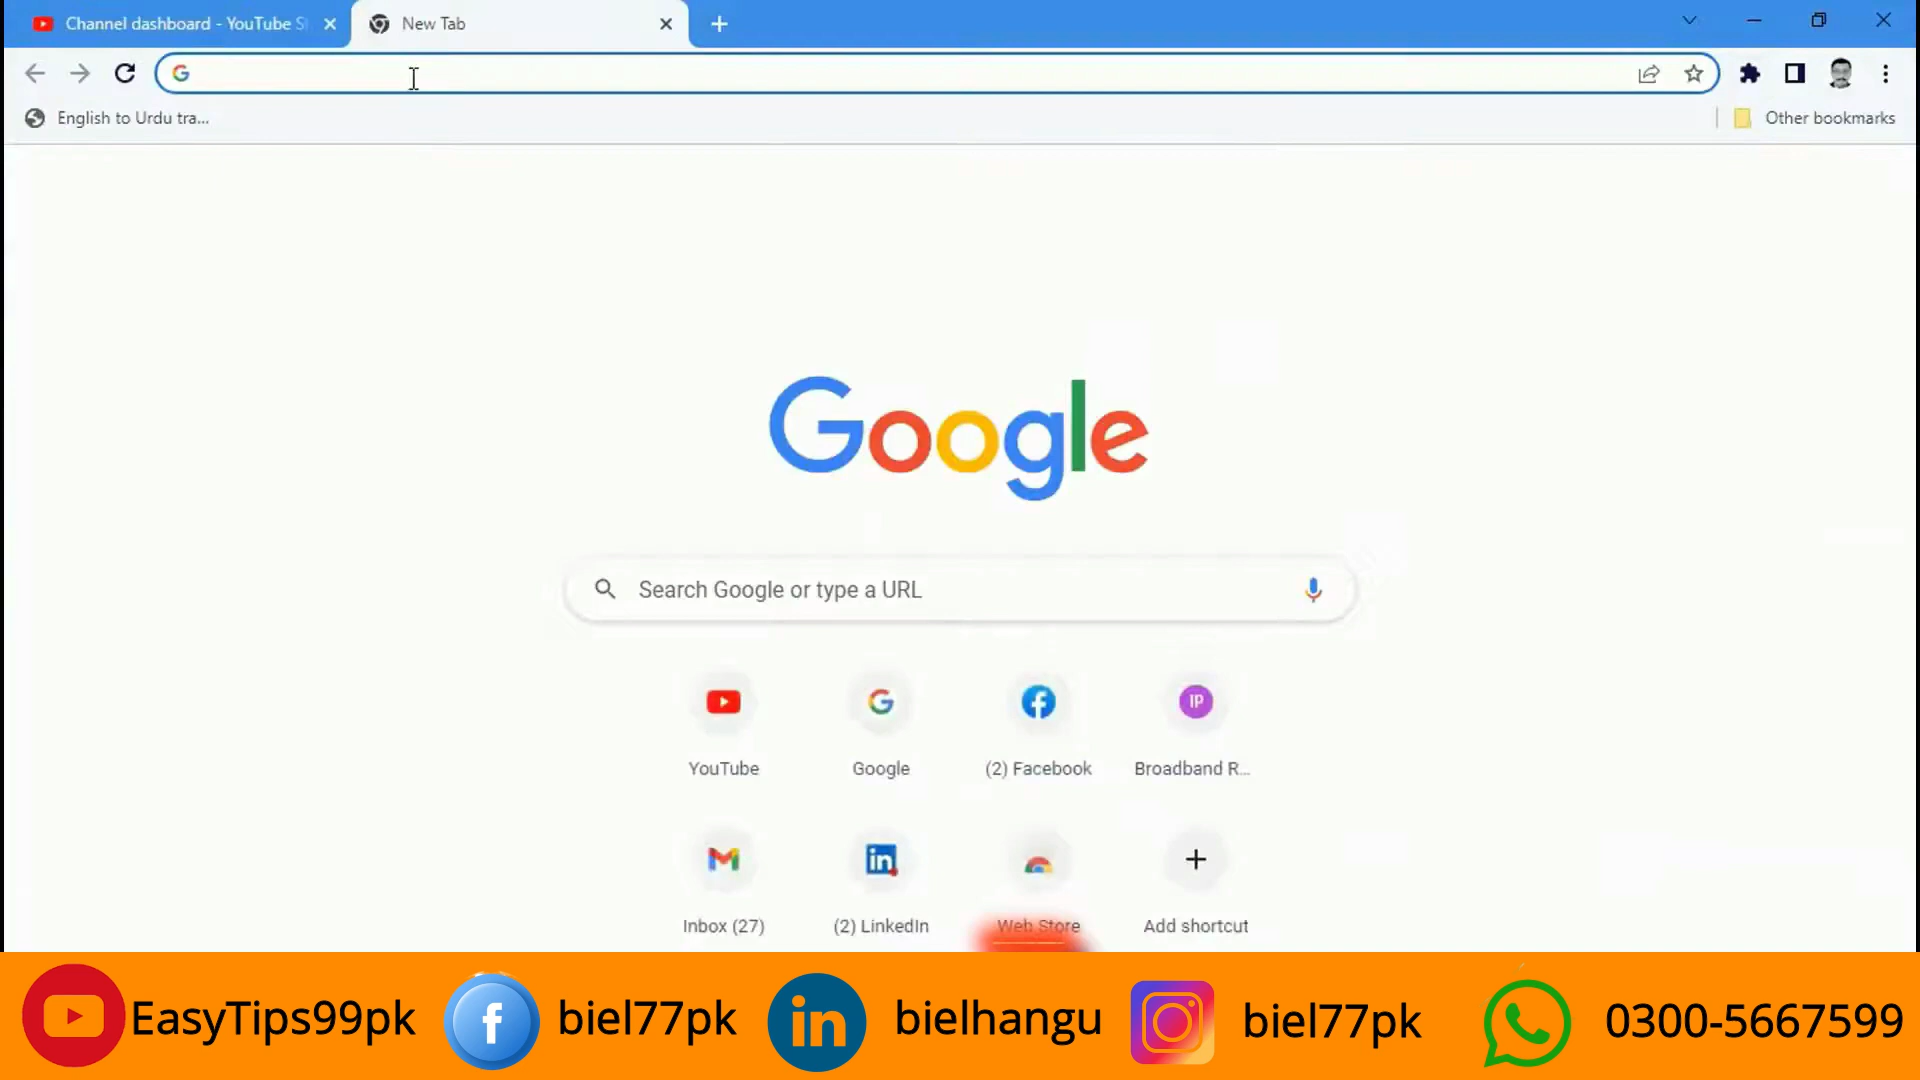 Channel dashboard - YouTube S
New Tab
English to Urdu tra...
Other bookmarks
Google
Search Google or type a URL
IP
YouTube
Google
(2) Facebook
Broadband R...
Inbox (27)
(2) LinkedIn
Web Store
Add shortcut
EasyTips99pk
biel77pk
bielhangu
biel77pk
0300-5667599